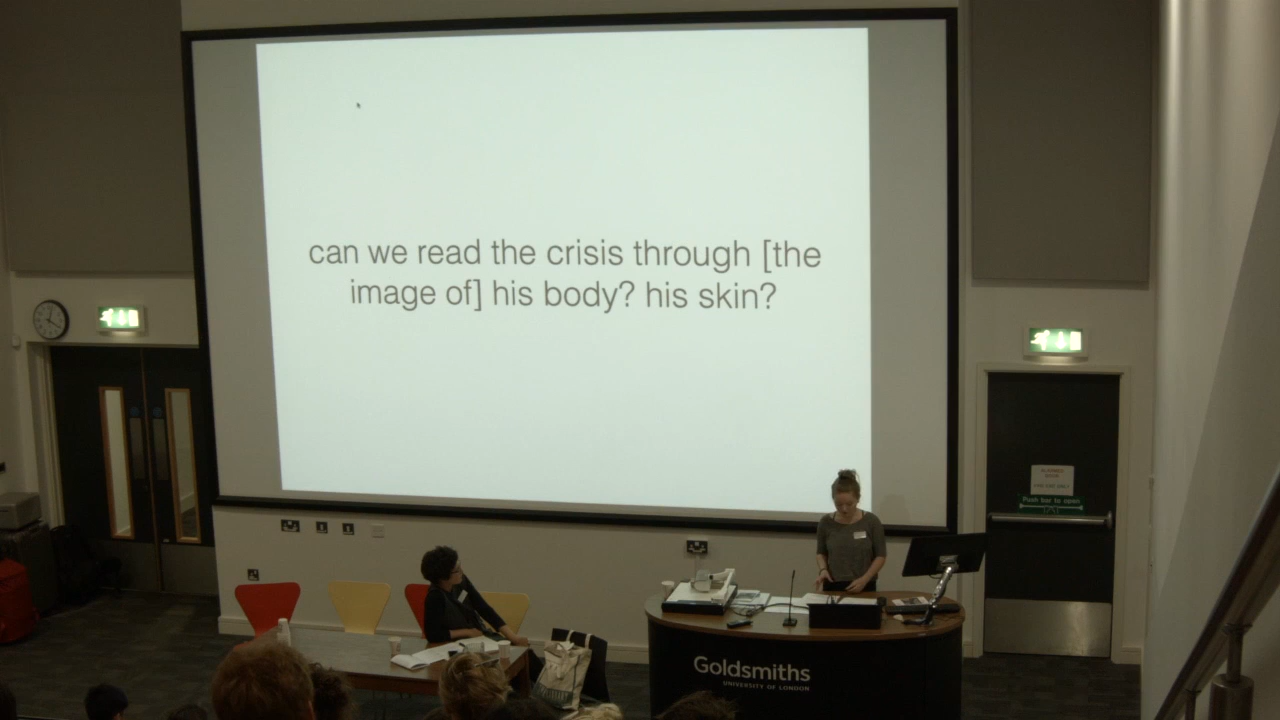 can we read the crisis through [the
image of] his body? his skin?
Push bar to open
Goldsmiths
UNIVERSITY OF LONDON